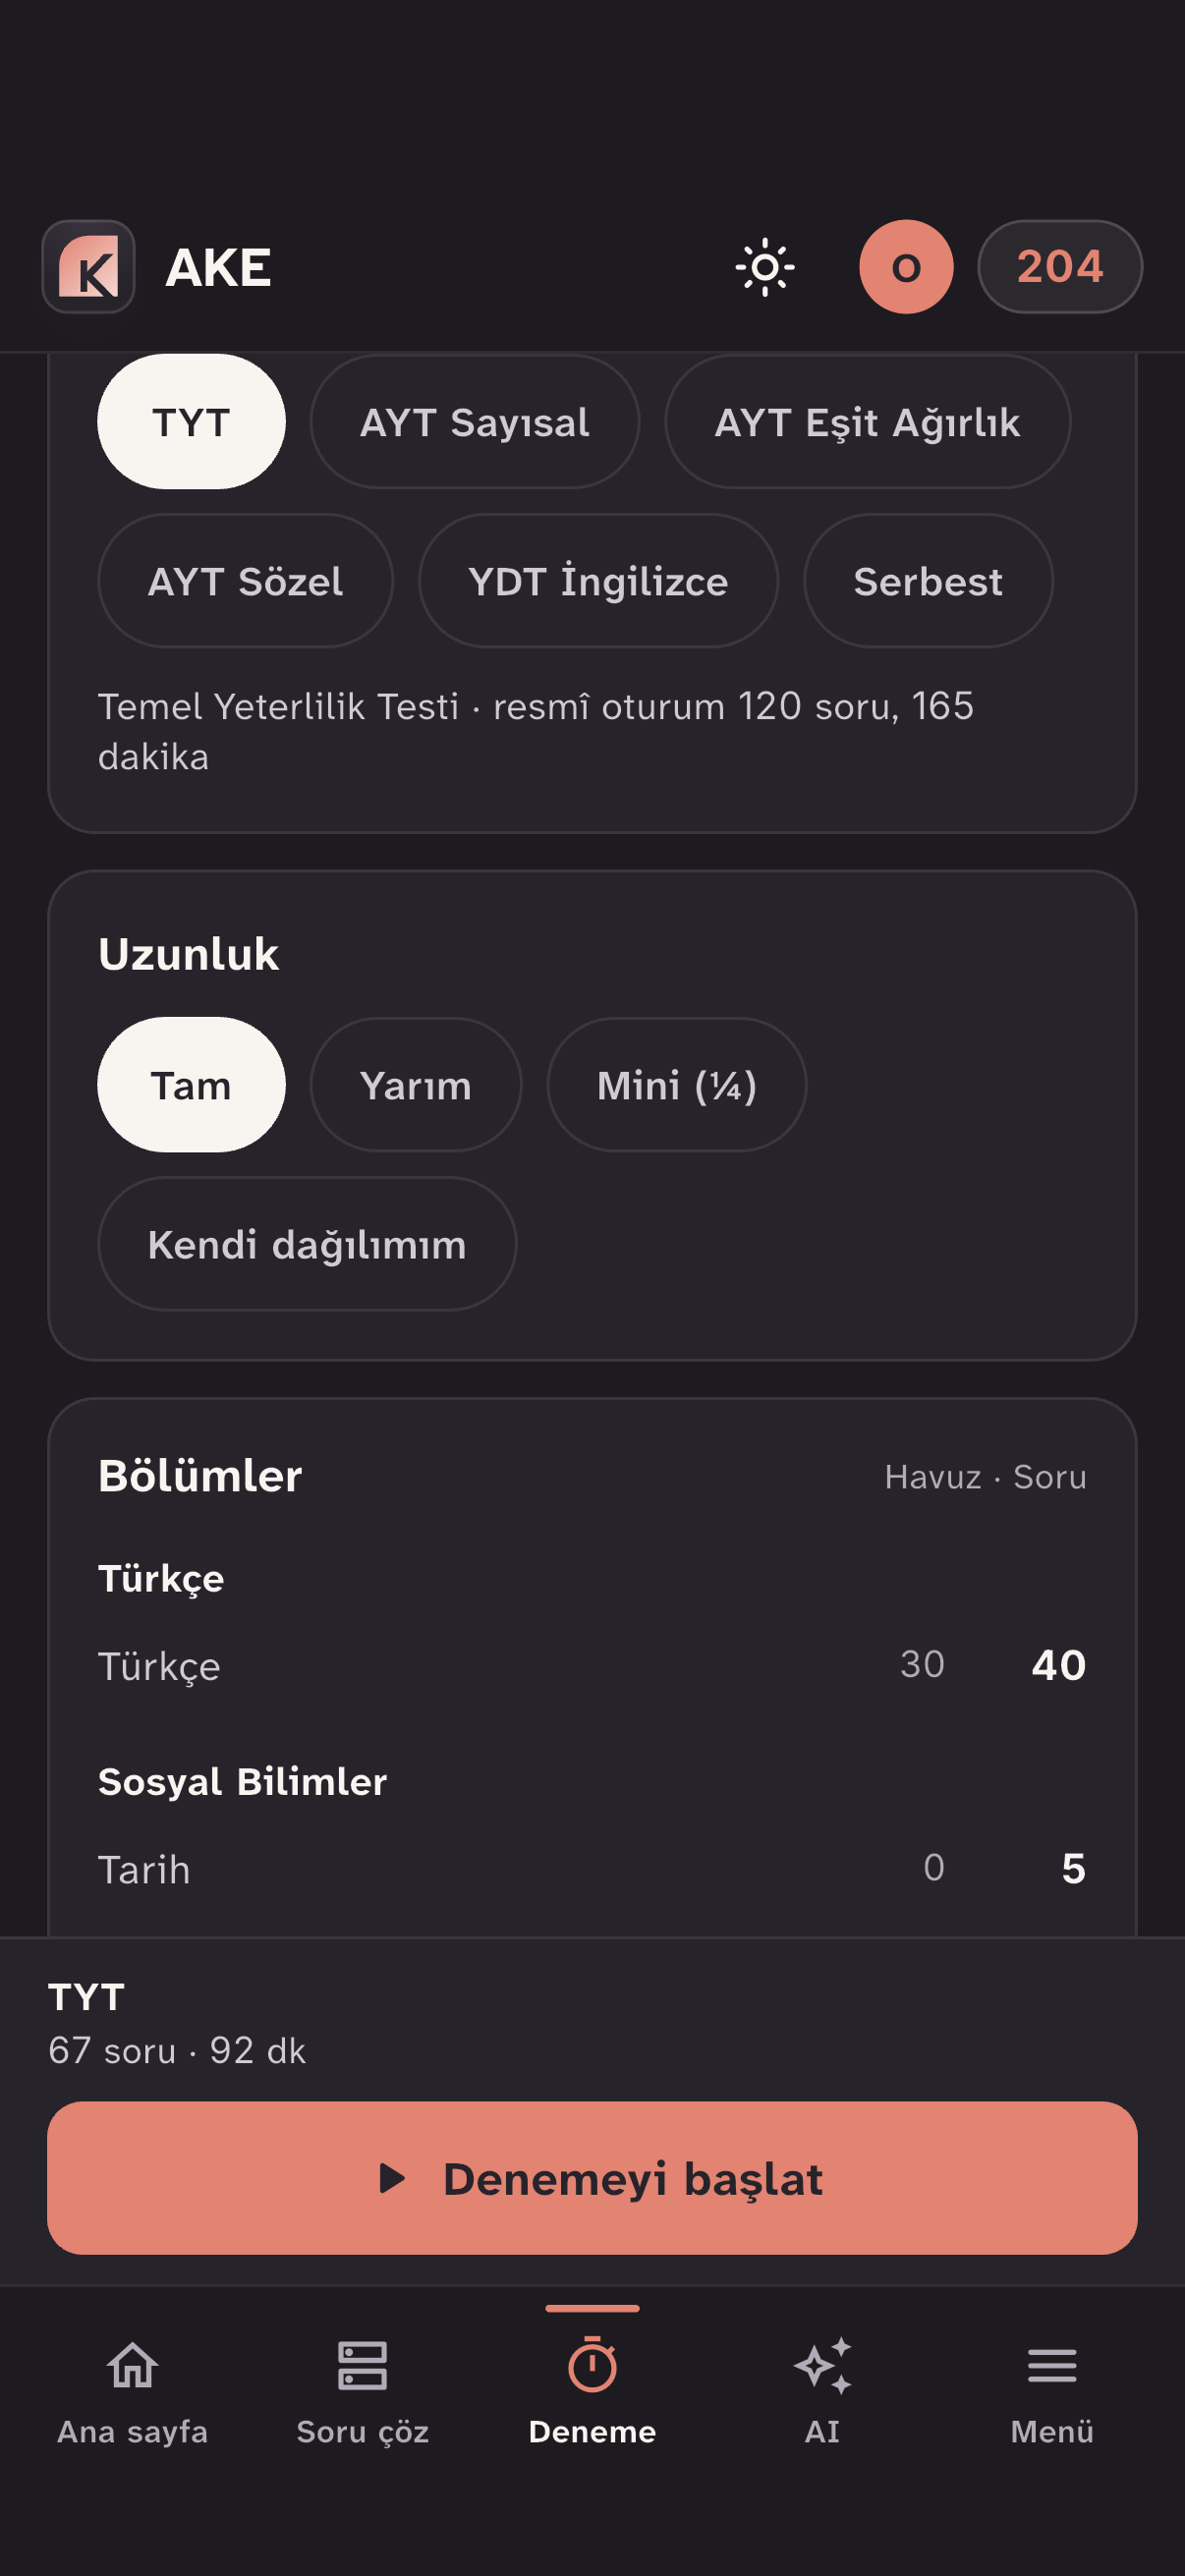 K AKE O 204
TYT AYT Sayısal AYT Eşit Ağırlık
AYT Sözel YDT İngilizce Serbest
Temel Yeterlilik Testi · resmî oturum 120 soru, 165
dakika
Uzunluk
Tam Yarım Mini (¼)
Kendi dağılımım
Bölümler Havuz · Soru
Türkçe
Türkçe 30 40
Sosyal Bilimler
Tarih 0 5
TYT
67 soru · 92 dk
Denemeyi başlat
Ana sayfa Soru çöz Deneme AI Menü